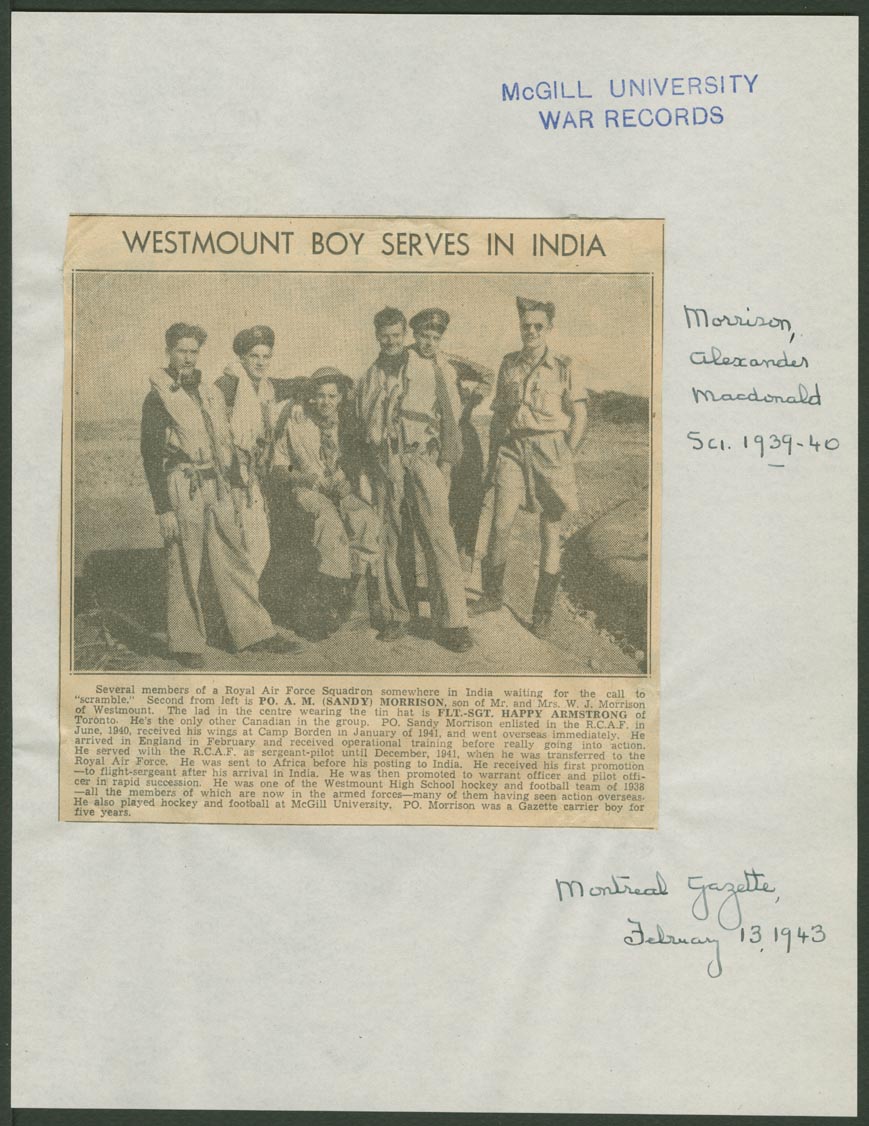 McGILL UNIVERSITY
WAR RECORDS
WESTMOUNT BOY SERVES IN INDIA
Morrison,
Alexander
Macdonald
Sci. 1939-40
Several members of a Royal Air Force Squadron somewhere in India waiting for the call to
"scramble." Second from left is PO. A. M. (SANDY) MORRISON, son of Mr. and Mrs. W. J. Morrison
of Westmount. The lad in the centre wearing the tin hat is FLT.-SGT. HAPPY ARMSTRONG of
Toronto. He's the only other Canadian in the group. PO. Sandy Morrison enlisted in the R.C.A.F. in
June, 1940, received his wings at Camp Borden in January of 1941, and went overseas immediately. He
arrived in England in February and received operational training before really going into action.
He served with the R.C.A.F. as sergeant-pilot until December, 1941, when he was transferred to the
Royal Air Force. He was sent to Africa before his posting to India. He received his first promotion
—to flight-sergeant after his arrival in India. He was then promoted to warrant officer and pilot offi-
cer in rapid succession. He was one of the Westmount High School hockey and football team of 1938
—all the members of which are now in the armed forces—many of them having seen action overseas.
He also played hockey and football at McGill University. PO. Morrison was a Gazette carrier boy for
five years.
Montreal Gazette,
February 13, 1943